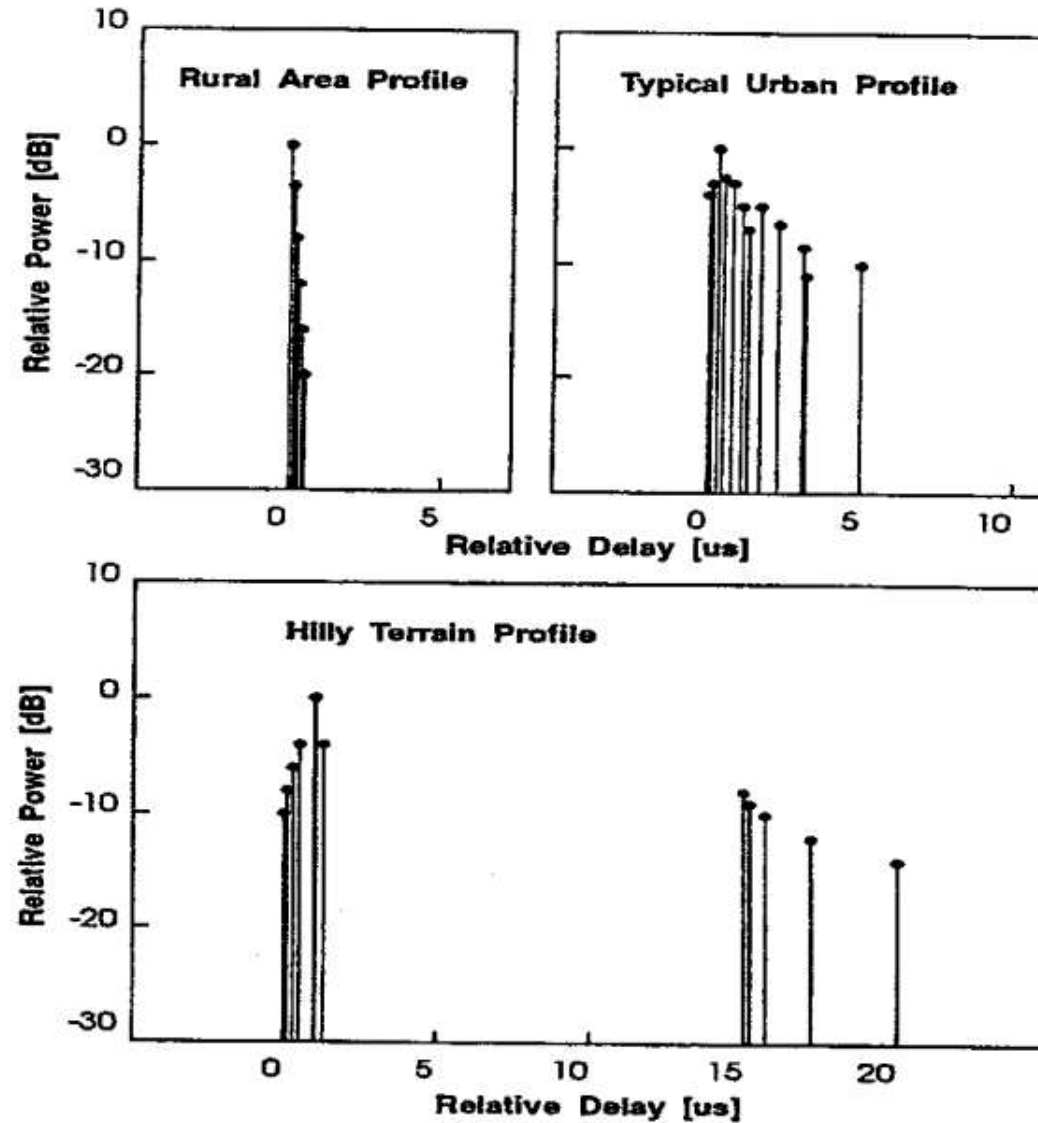 10
0
-10
-20
-30
Relative Power [dB]
Rural Area Profile
Typical Urban Profile
0 5
0 5 10
Relative Delay [us]
10
0
-10
-20
-30
Relative Power [dB]
Hilly Terrain Profile
0 5 10 15 20
Relative Delay [us]